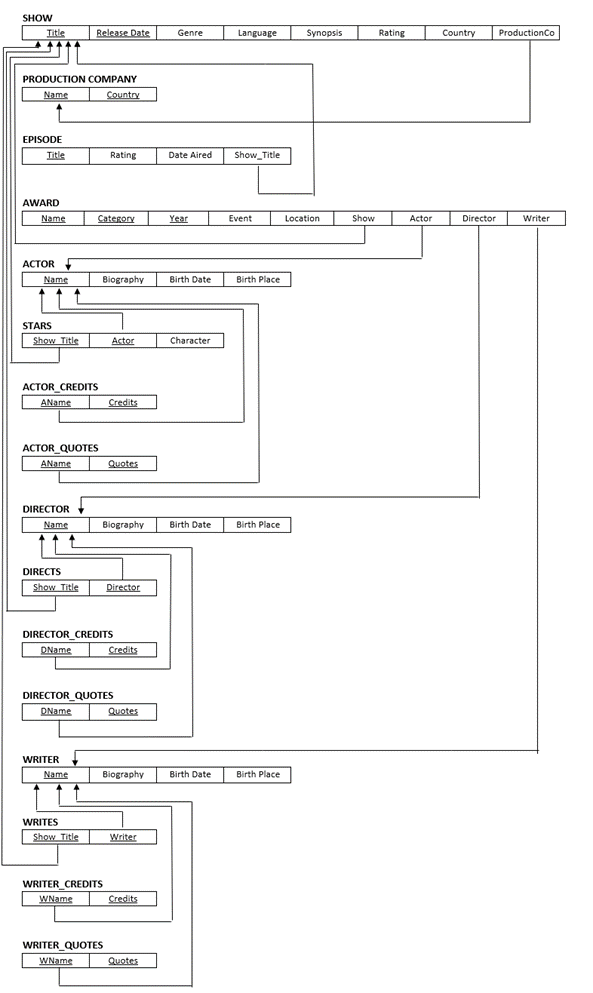 SHOW
Title Release Date Genre Language Synopsis Rating Country ProductionCo
PRODUCTION COMPANY
Name Country
EPISODE
Title Rating Date Aired Show_Title
AWARD
Name Category Year Event Location Show Actor Director Writer
ACTOR
Name Biography Birth Date Birth Place
STARS
Show_Title Actor Character
ACTOR_CREDITS
AName Credits
ACTOR_QUOTES
AName Quotes
DIRECTOR
Name Biography Birth Date Birth Place
DIRECTS
Show_Title Director
DIRECTOR_CREDITS
DName Credits
DIRECTOR_QUOTES
DName Quotes
WRITER
Name Biography Birth Date Birth Place
WRITES
Show_Title Writer
WRITER_CREDITS
WName Credits
WRITER_QUOTES
WName Quotes